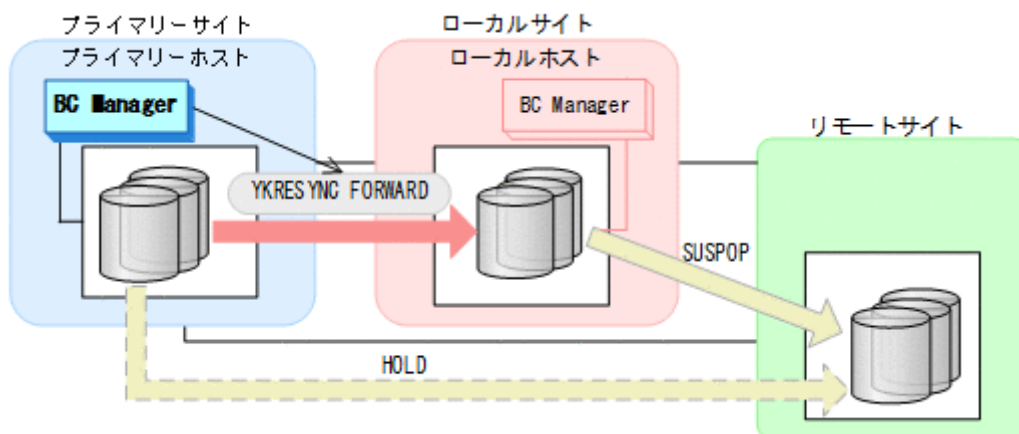 プライマリーサイト
プライマリーホスト
BC Manager
ローカルサイト
ローカルホスト
BC Manager
リモートサイト
YKRESYNC FORWARD
SUSPOP
HOLD